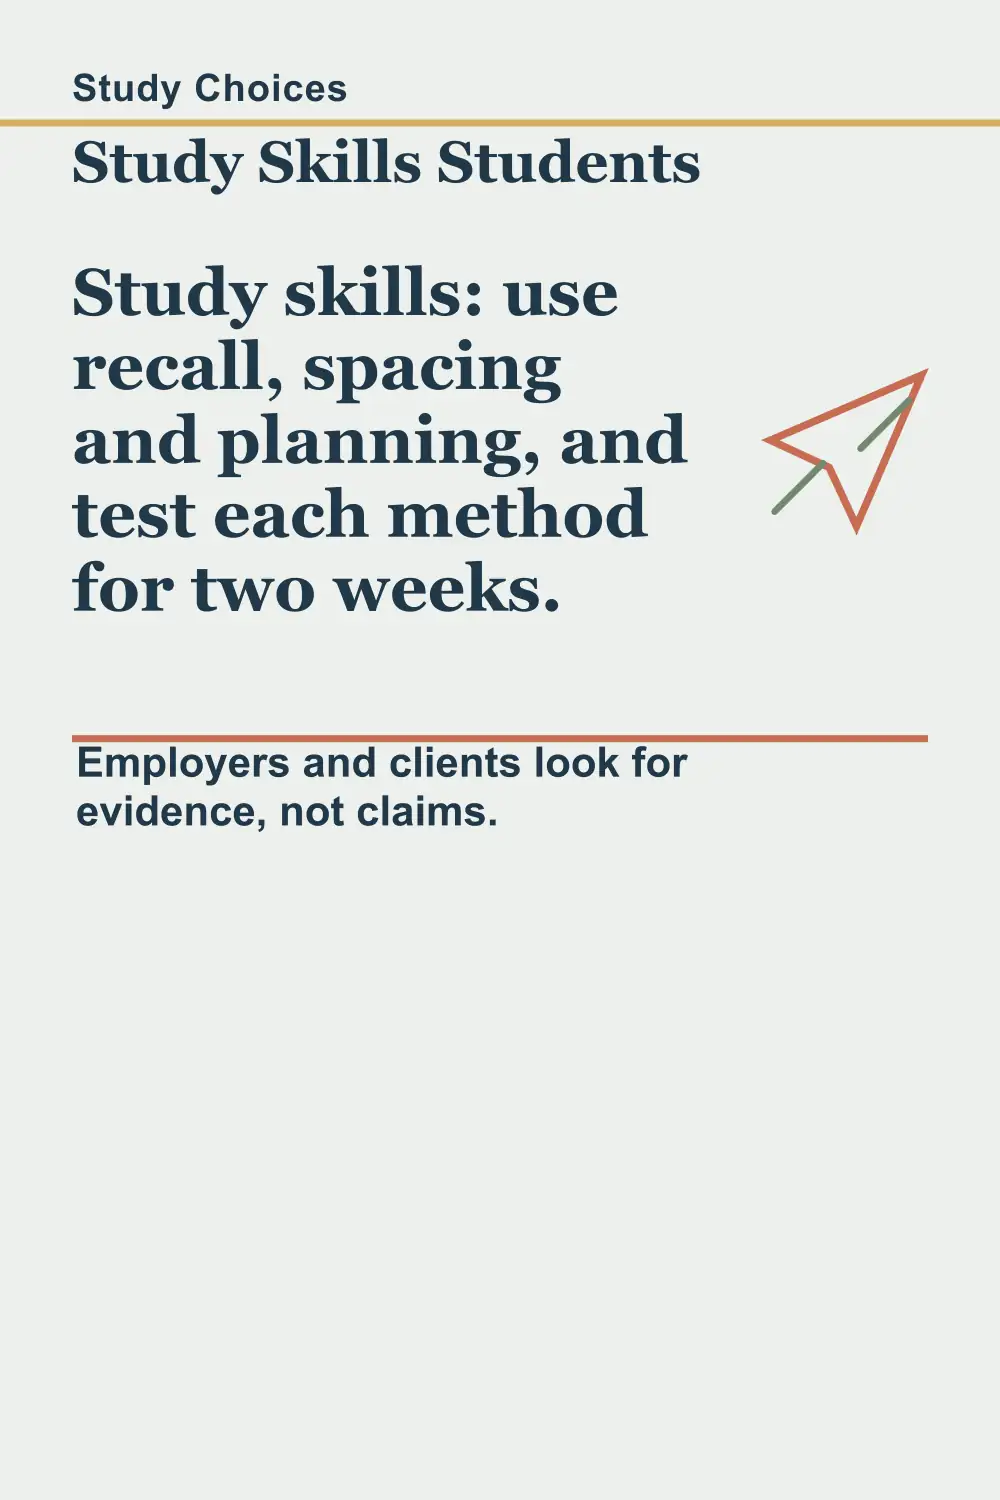 Study Choices
Study Skills Students
Study skills: use
recall, spacing
and planning, and
test each method
for two weeks.
Employers and clients look for
evidence, not claims.